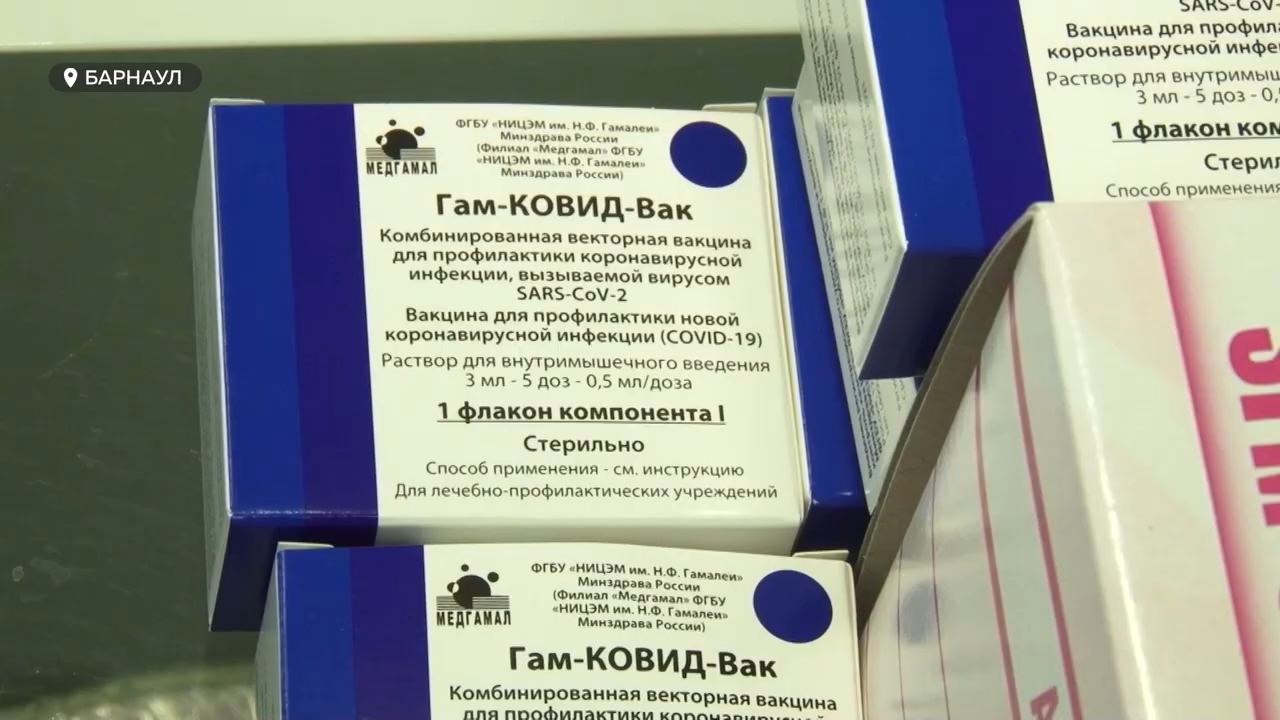 БАРНАУЛ
МЕДГАМАЛ
ФГБУ «НИЦЭМ им. Н.Ф. Гамалеи»
Минздрава России
(Филиал «Медгамал» ФГБУ
«НИЦЭМ им. Н.Ф. Гамалеи»
Минздрава России)
Гам-КОВИД-Вак
Комбинированная векторная вакцина
для профилактики коронавирусной
инфекции, вызываемой вирусом
SARS-CoV-2
Вакцина для профилактики новой
коронавирусной инфекции (COVID-19)
Раствор для внутримышечного введения
3 мл - 5 доз - 0,5 мл/доза
1 флакон компонента I
Стерильно
Способ применения - см. инструкцию
Для лечебно-профилактических учреждений
SARS-CoV-
Вакцина для
коронавирусной
Раствор для
3 мл - 5 доз -
1 флакон
Способ применения
МЕДГАМАЛ
ФГБУ «НИЦЭМ им. Н.Ф. Гамалеи»
Минздрава России
(Филиал «Медгамал» ФГБУ
«НИЦЭМ им. Н.Ф. Гамалеи»
Минздрава России)
Гам-КОВИД-Вак
Комбинированная векторная вакцина
для профилактики